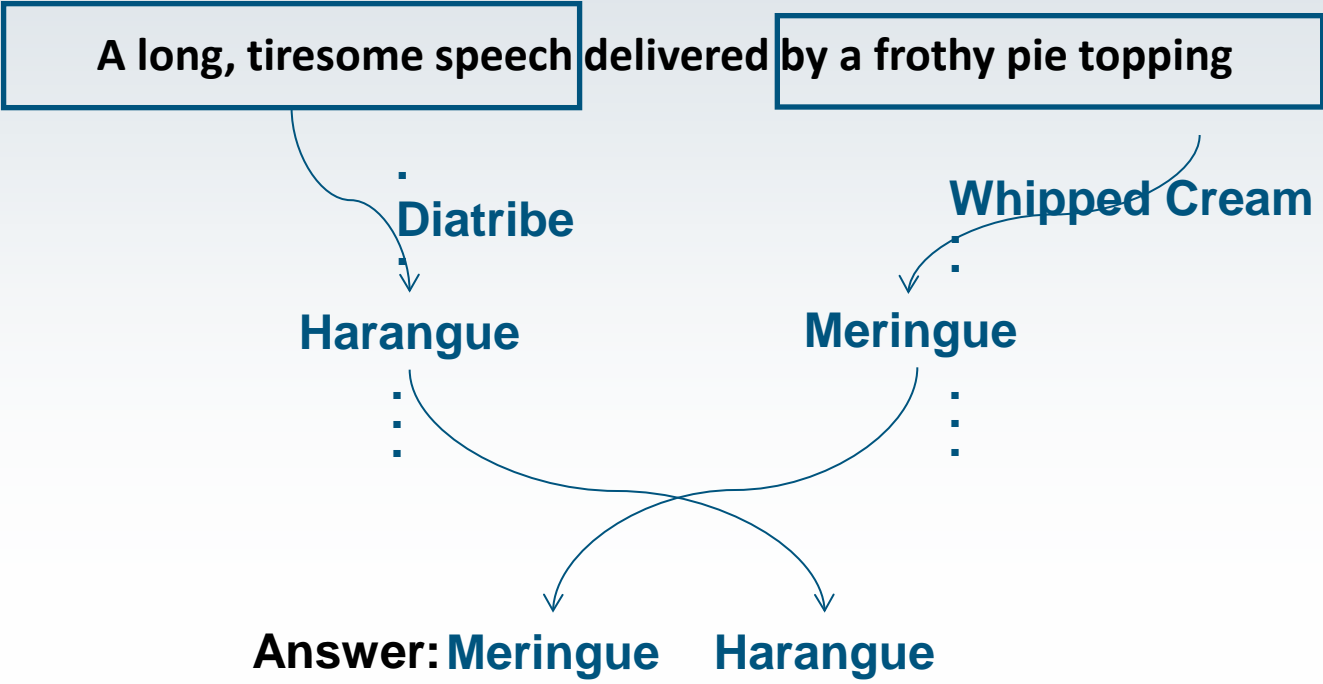 A long, tiresome speech delivered by a frothy pie topping
.
Diatribe
.
Whipped Cream
.
.
Harangue
Meringue
.
.
.
.
.
.
Answer: Meringue Harangue